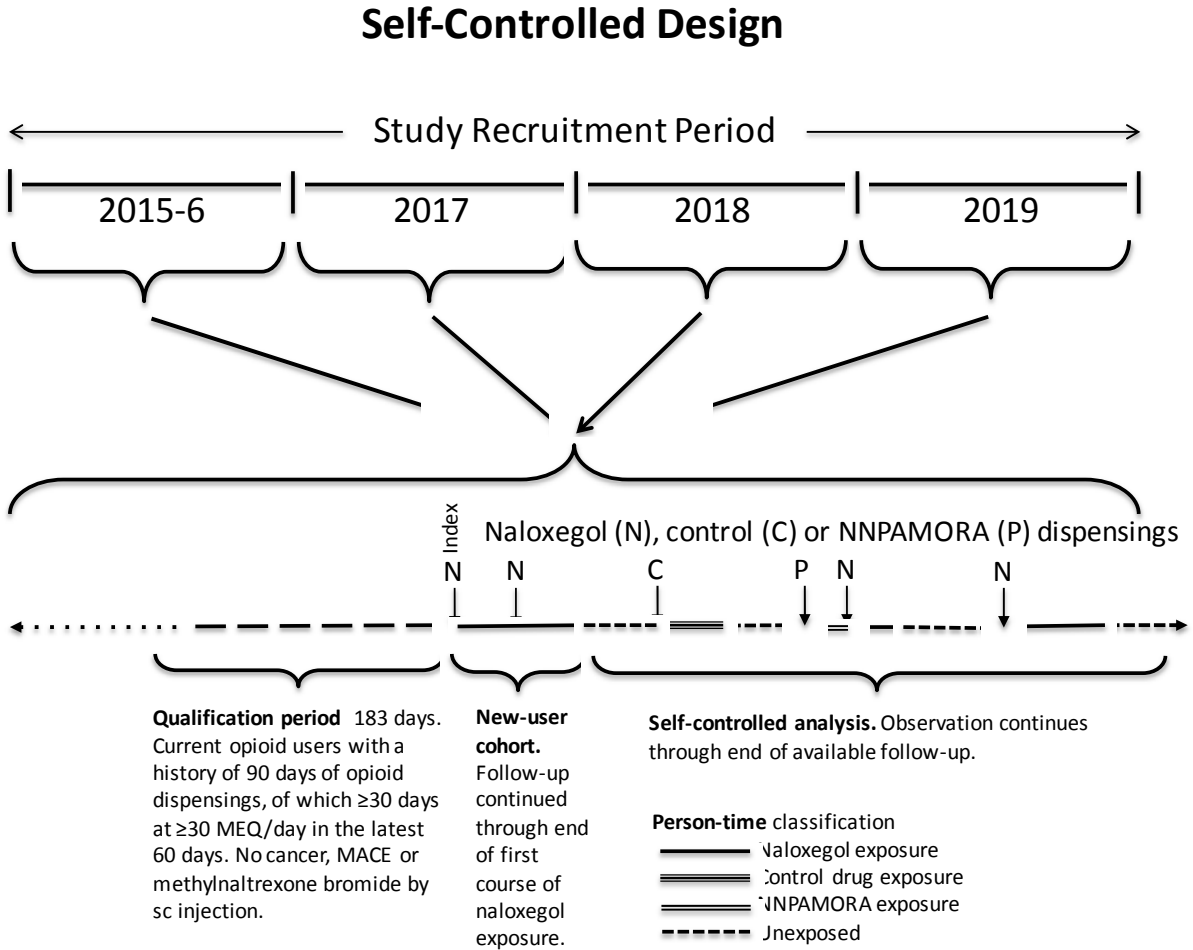 Self-Controlled Design
Study Recruitment Period
2015-6
2017
2018
2019
Index
Naloxegol (N), control (C) or NNPAMORA (P) dispensings
N
N
C
P
N
N
Qualification period 183 days.
Current opioid users with a
history of 90 days of opioid
dispensings, of which ≥30 days
at ≥30 MEQ/day in the latest
60 days. No cancer, MACE or
methylnaltrexone bromide by
sc injection.
New-user
cohort.
Follow-up
continued
through end
of first
course of
naloxegol
exposure.
Self-controlled analysis. Observation continues
through end of available follow-up.
Person-time classification
Naloxegol exposure
Control drug exposure
NNPAMORA exposure
Unexposed